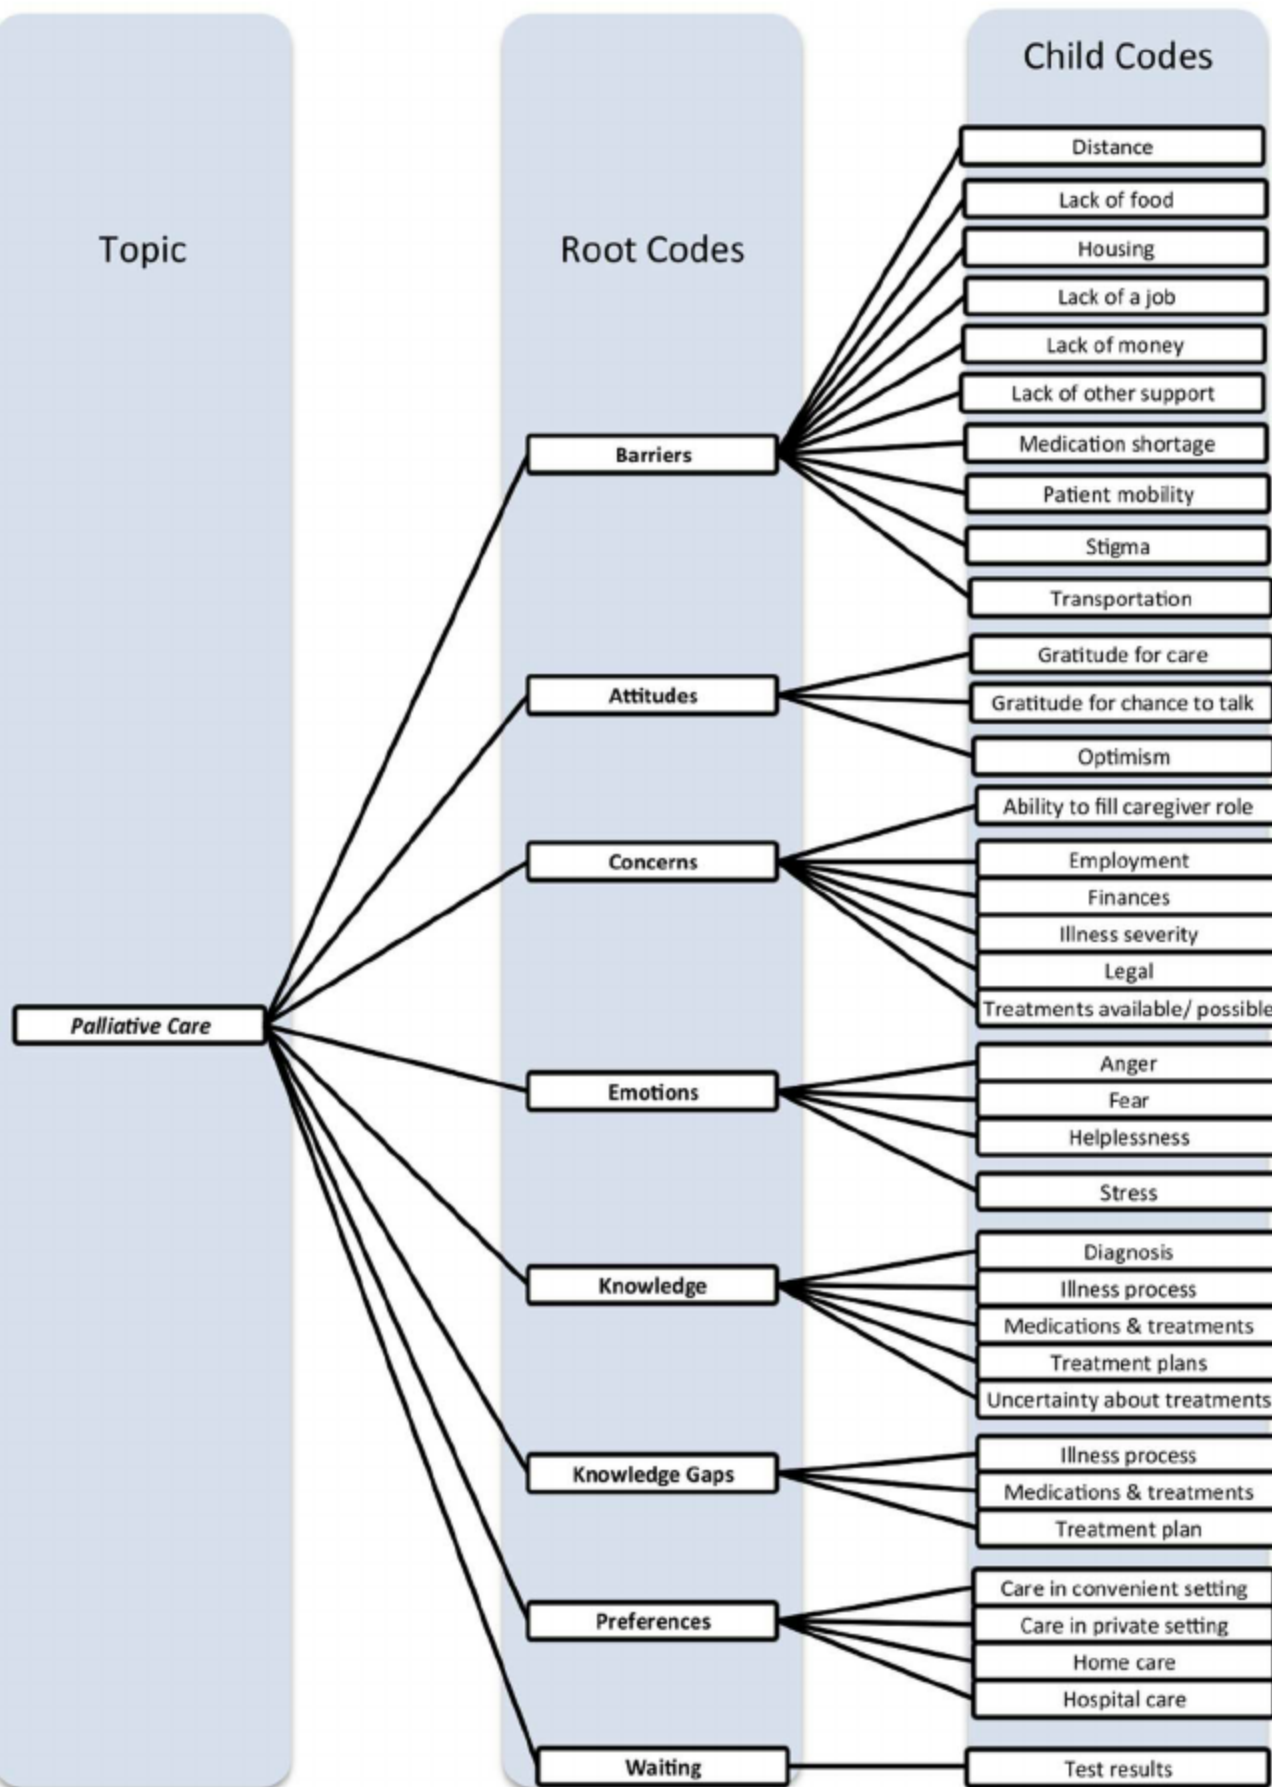 Topic
Root Codes
Child Codes
Palliative Care
Barriers
Distance
Lack of food
Housing
Lack of a job
Lack of money
Lack of other support
Medication shortage
Patient mobility
Stigma
Transportation
Attitudes
Gratitude for care
Gratitude for chance to talk
Optimism
Concerns
Ability to fill caregiver role
Employment
Finances
Illness severity
Legal
Treatments available/ possible
Emotions
Anger
Fear
Helplessness
Stress
Knowledge
Diagnosis
Illness process
Medications & treatments
Treatment plans
Uncertainty about treatments
Knowledge Gaps
Illness process
Medications & treatments
Treatment plan
Preferences
Care in convenient setting
Care in private setting
Home care
Hospital care
Waiting
Test results